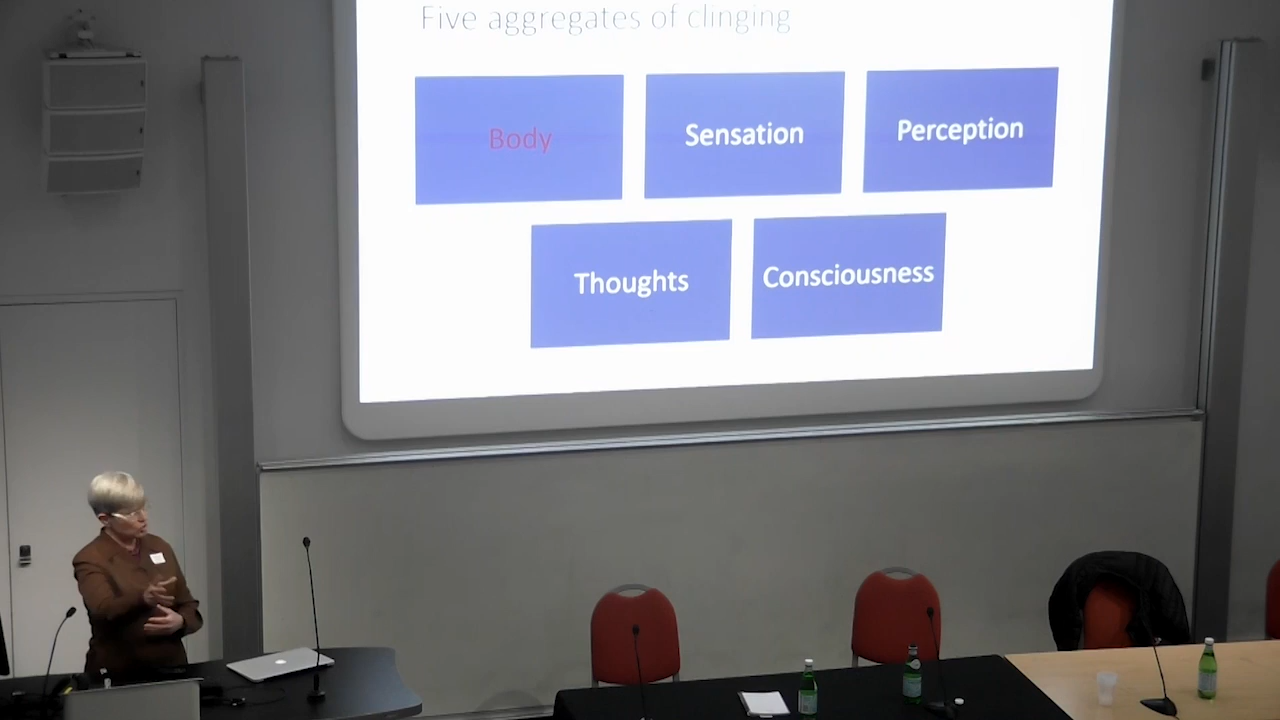 Five aggregates of clinging
Body
Sensation
Perception
Thoughts
Consciousness